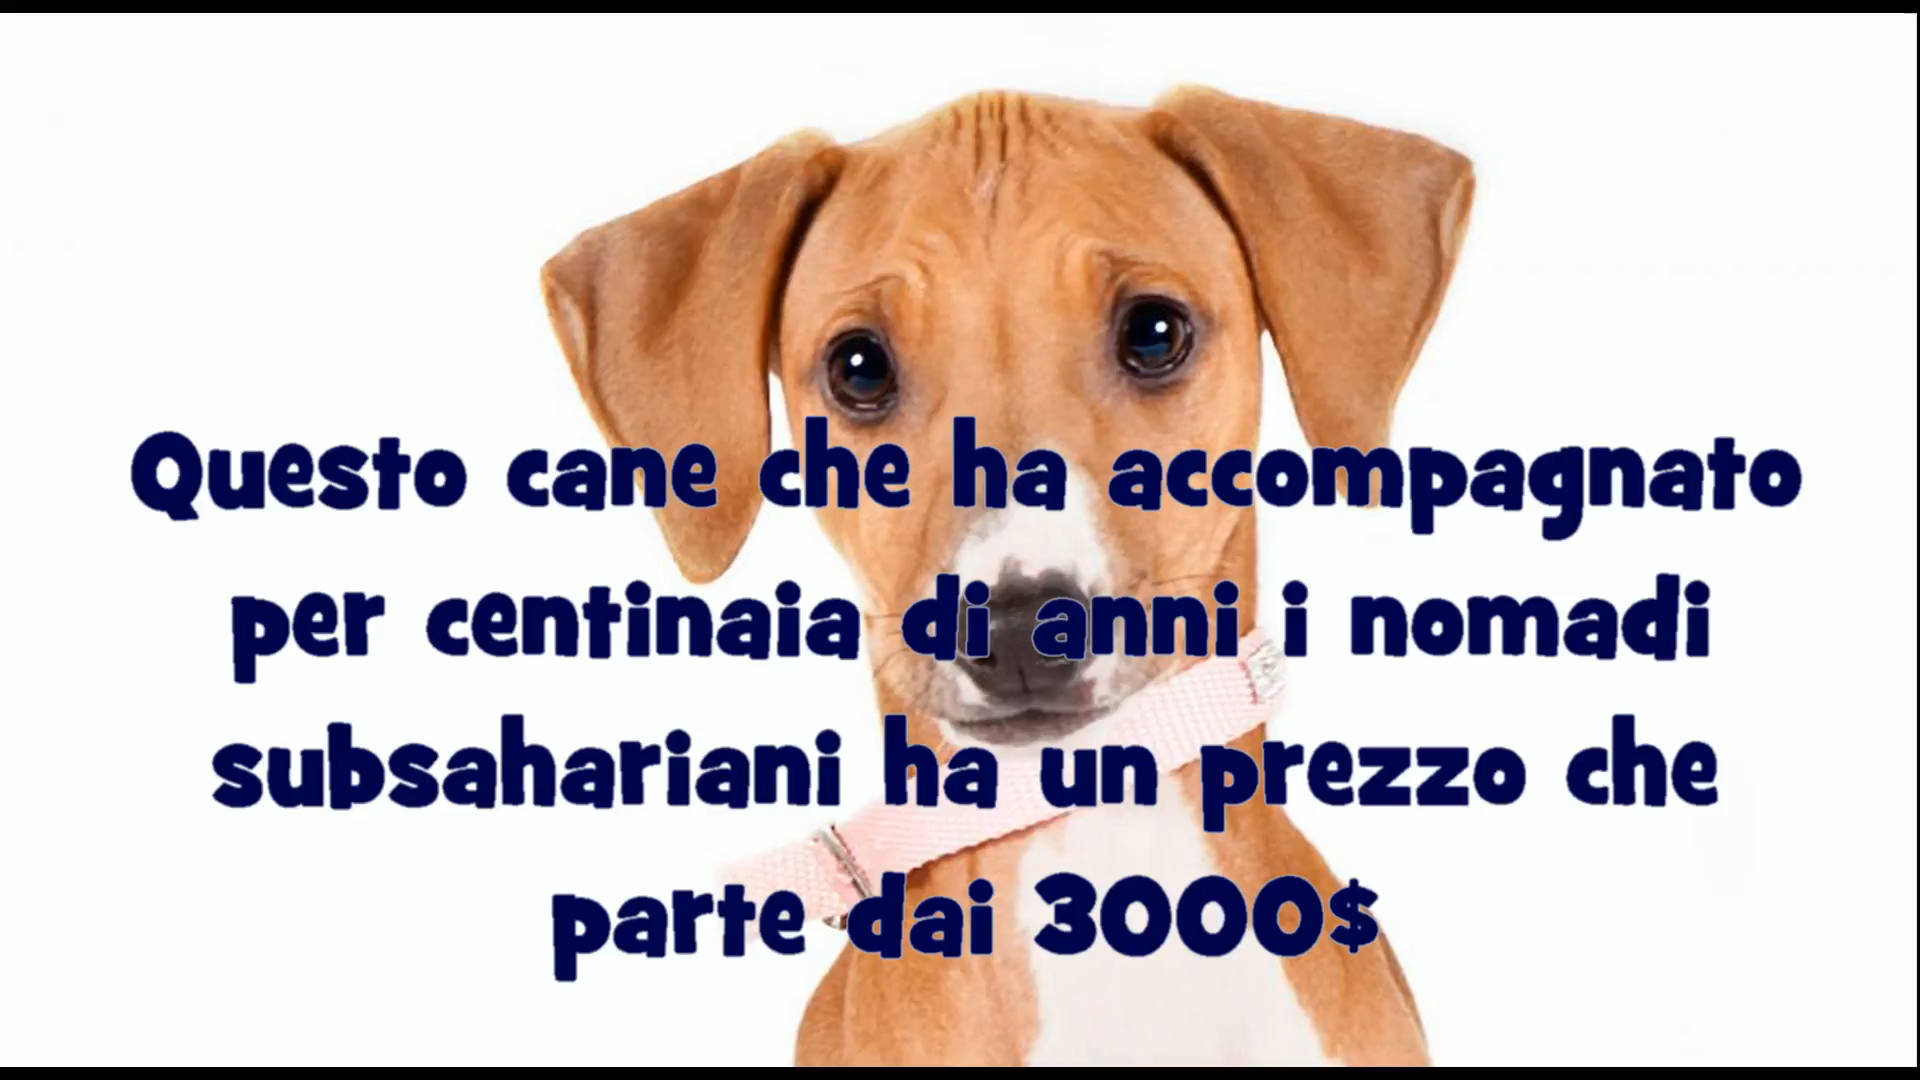 Questo cane che ha accompagnato
per centinaia di anni i nomadi
subsahariani ha un prezzo che
parte dai 3000$